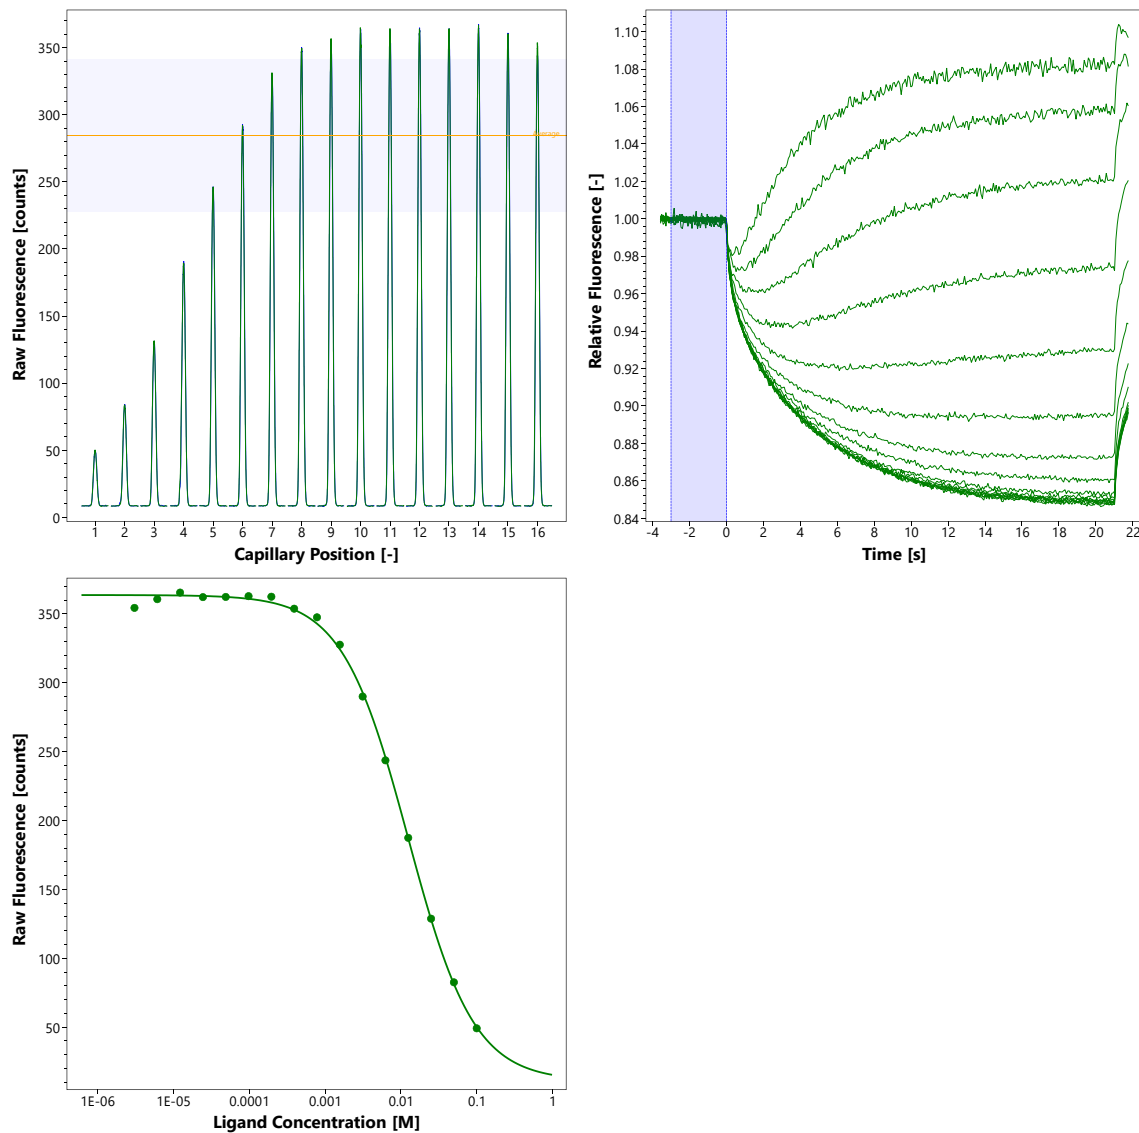 Raw Fluorescence [counts]
350
300
250
200
150
100
50
0
Average
1 2 3 4 5 6 7 8 9 10 11 12 13 14 15 16
Capillary Position [-]
Relative Fluorescence [-]
1.10
1.08
1.06
1.04
1.02
1.00
0.98
0.96
0.94
0.92
0.90
0.88
0.86
0.84
-4 -2 0 2 4 6 8 10 12 14 16 18 20 22
Time [s]
Raw Fluorescence [counts]
350
300
250
200
150
100
50
1E-06 1E-05 0.0001 0.001 0.01 0.1 1
Ligand Concentration [M]